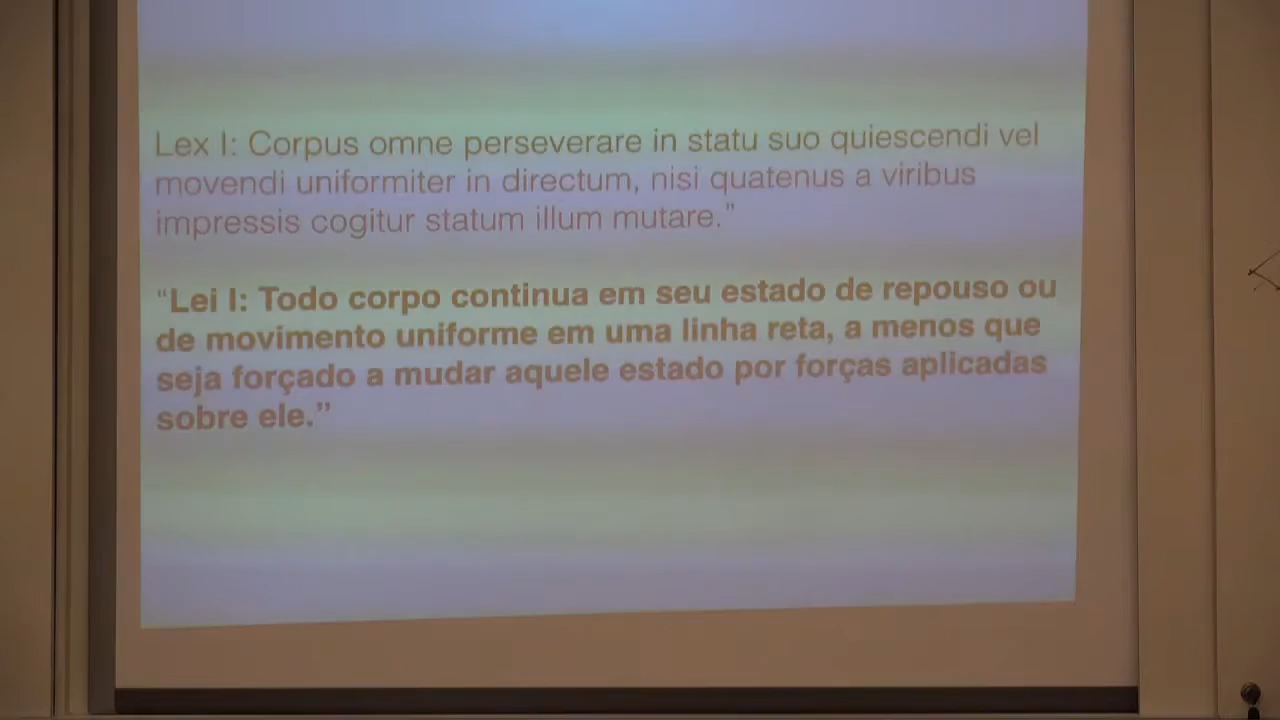 Lex I: Corpus omne perseverare in statu suo quiescendi vel
movendi uniformiter in directum, nisi quatenus a viribus
impressis cogitur statum illum mutare.”
“Lei I: Todo corpo continua em seu estado de repouso ou
de movimento uniforme em uma linha reta, a menos que
seja forçado a mudar aquele estado por forças aplicadas
sobre ele.”